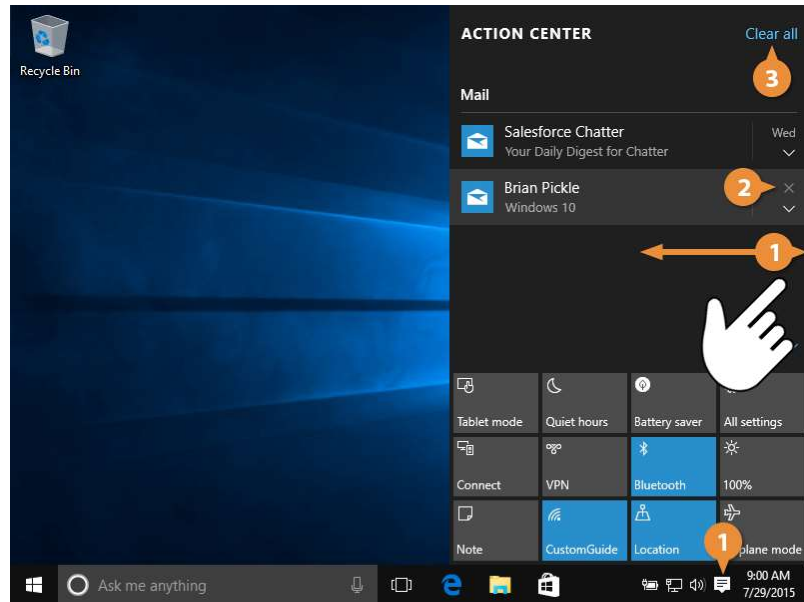 Recycle Bin
ACTION CENTER
Clear all
3
Mail
Salesforce Chatter
Wed
Your Daily Digest for Chatter
Brian Pickle
2
Windows 10
1
Tablet mode
Quiet hours
Battery saver
All settings
Connect
VPN
Bluetooth
100%
Note
CustomGuide
Location
1
plane mode
Ask me anything
9:00 AM
7/29/2015